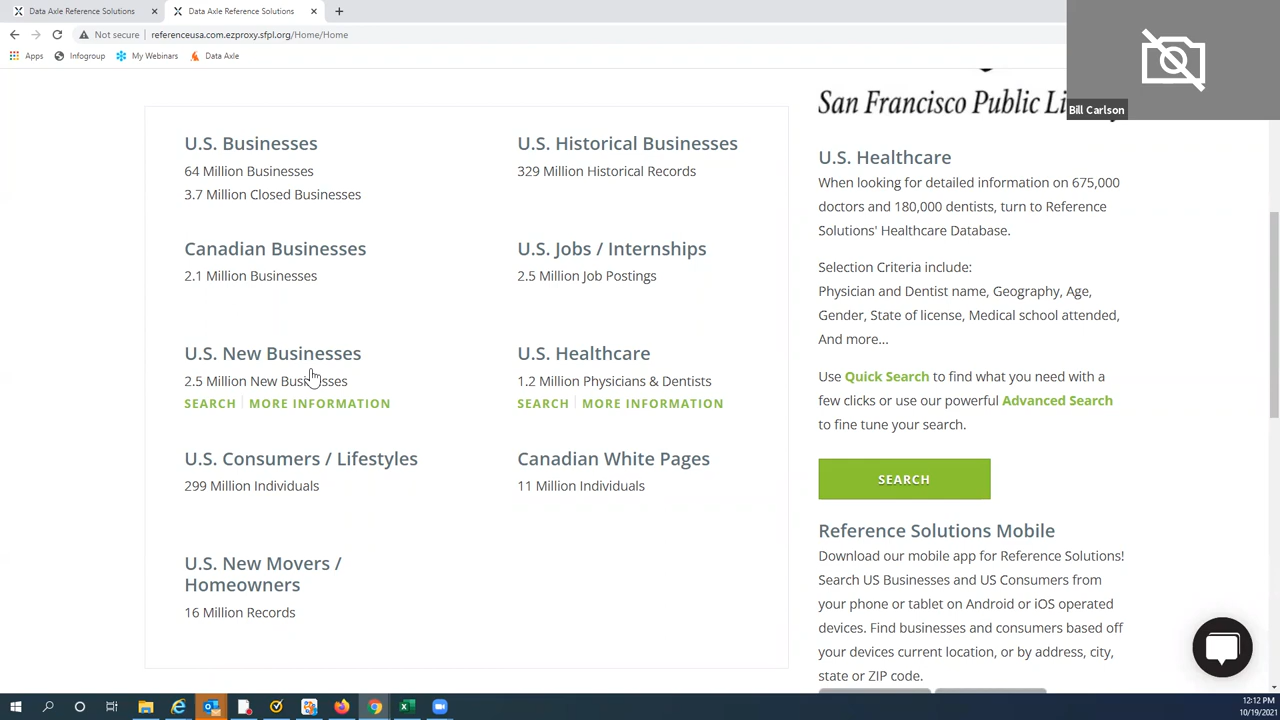 Data Axle Reference Solutions
Data Axle Reference Solutions
Not secure
referenceusa.com.ezproxy.sfpl.org/Home/Home
Apps
Infogroup
My Webinars
Data Axle
Bill Carlson
San Francisco Public
U.S. Businesses
64 Million Businesses
3.7 Million Closed Businesses
U.S. Historical Businesses
329 Million Historical Records
Canadian Businesses
2.1 Million Businesses
U.S. Jobs / Internships
2.5 Million Job Postings
U.S. New Businesses
2.5 Million New Businesses
SEARCH
MORE INFORMATION
U.S. Healthcare
1.2 Million Physicians & Dentists
SEARCH
MORE INFORMATION
U.S. Consumers / Lifestyles
299 Million Individuals
Canadian White Pages
11 Million Individuals
U.S. New Movers /
Homeowners
16 Million Records
U.S. Healthcare
When looking for detailed information on 675,000
doctors and 180,000 dentists, turn to Reference
Solutions' Healthcare Database.
Selection Criteria include:
Physician and Dentist name, Geography, Age,
Gender, State of license, Medical school attended,
And more...
Use Quick Search to find what you need with a
few clicks or use our powerful Advanced Search
to fine tune your search.
SEARCH
Reference Solutions Mobile
Download our mobile app for Reference Solutions!
Search US Businesses and US Consumers from
your phone or tablet on Android or iOS operated
devices. Find businesses and consumers based off
your devices current location, or by address, city,
state or ZIP code.
12:12 PM
10/19/2021